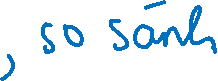 , so sánh